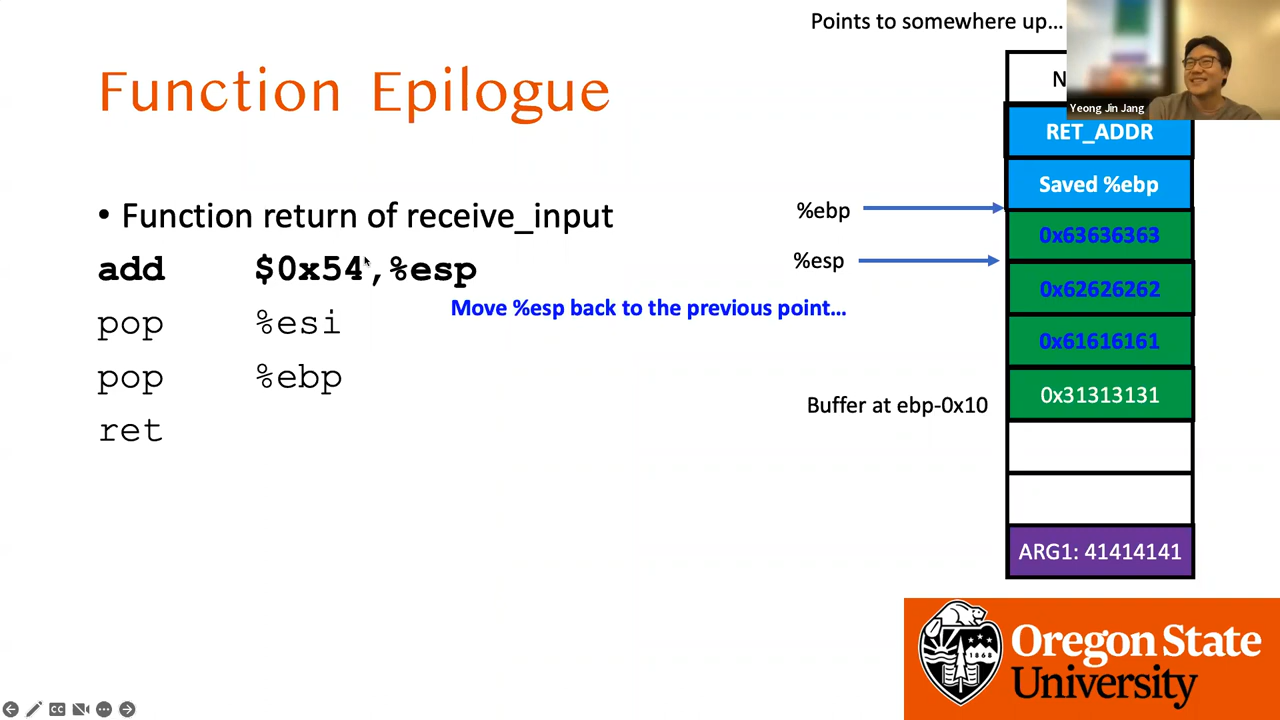 Points to somewhere up...
Function Epilogue
Yeong Jin Jang
N
RET_ADDR
Saved %ebp
• Function return of receive_input
%ebp
0x63636363
add $0x54,%esp
%esp
0x62626262
Move %esp back to the previous point...
pop %esi
0x61616161
pop %ebp
Buffer at ebp-0x10
0x31313131
ret
ARG1: 41414141
Oregon State
University
1868
CC